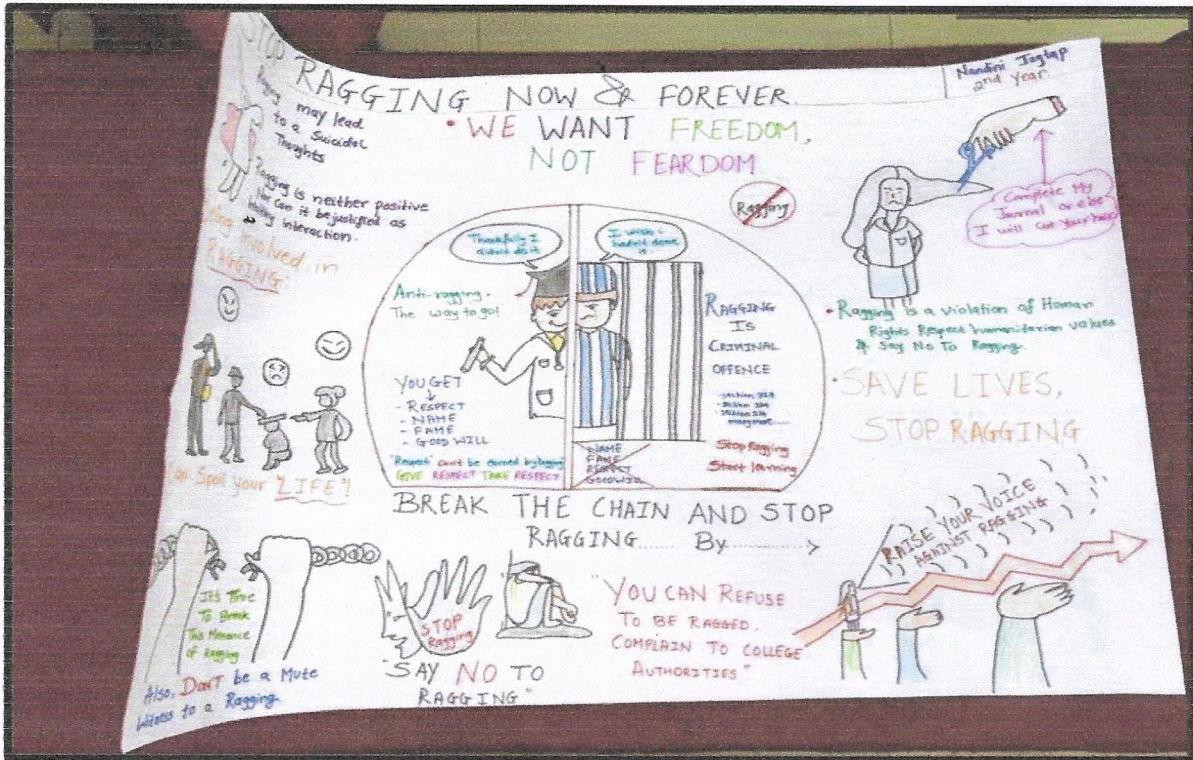 STOP RAGGING NOW & FOREVER
Nandini Jagtap
2nd Year
• WE WANT FREEDOM,
NOT FEARDOM
Ragging may lead
to a Suicidal
Thoughts
Ragging is neither positive
Nor can it be justified as
interaction.
involved in
RAGGING
You Spoil your "LIFE"!
Thankfully I
didn't do it
I wish i
hadn't done
it
Ragging
Anti-ragging.
The way to go!
YOU GET
- RESPECT
- NAME
- FAME
- GOOD WILL
"Respect" can't be earned by ragging
GIVE RESPECT TAKE RESPECT
RAGGING
IS
CRIMINAL
OFFENCE
NAME
FAME
RESPECT
GOODWILL
Stop Ragging
Start learning
Complete My
Journal or else
I will cut your hair
• Ragging is a violation of Human
Rights Respect humanitarian values
& Say No To Ragging.
• SAVE LIVES,
STOP RAGGING
BREAK THE CHAIN AND STOP
RAGGING...... By
Its Time
To Break
This Menance
of Ragging
Also, DON'T be a Mute
Witness to a Ragging.
STOP
Ragging
"SAY NO TO
RAGGING"
"YOU CAN REFUSE
TO BE RAGGED.
COMPLAIN TO COLLEGE
AUTHORITIES"
RAISE YOUR VOICE
AGAINST RAGGING